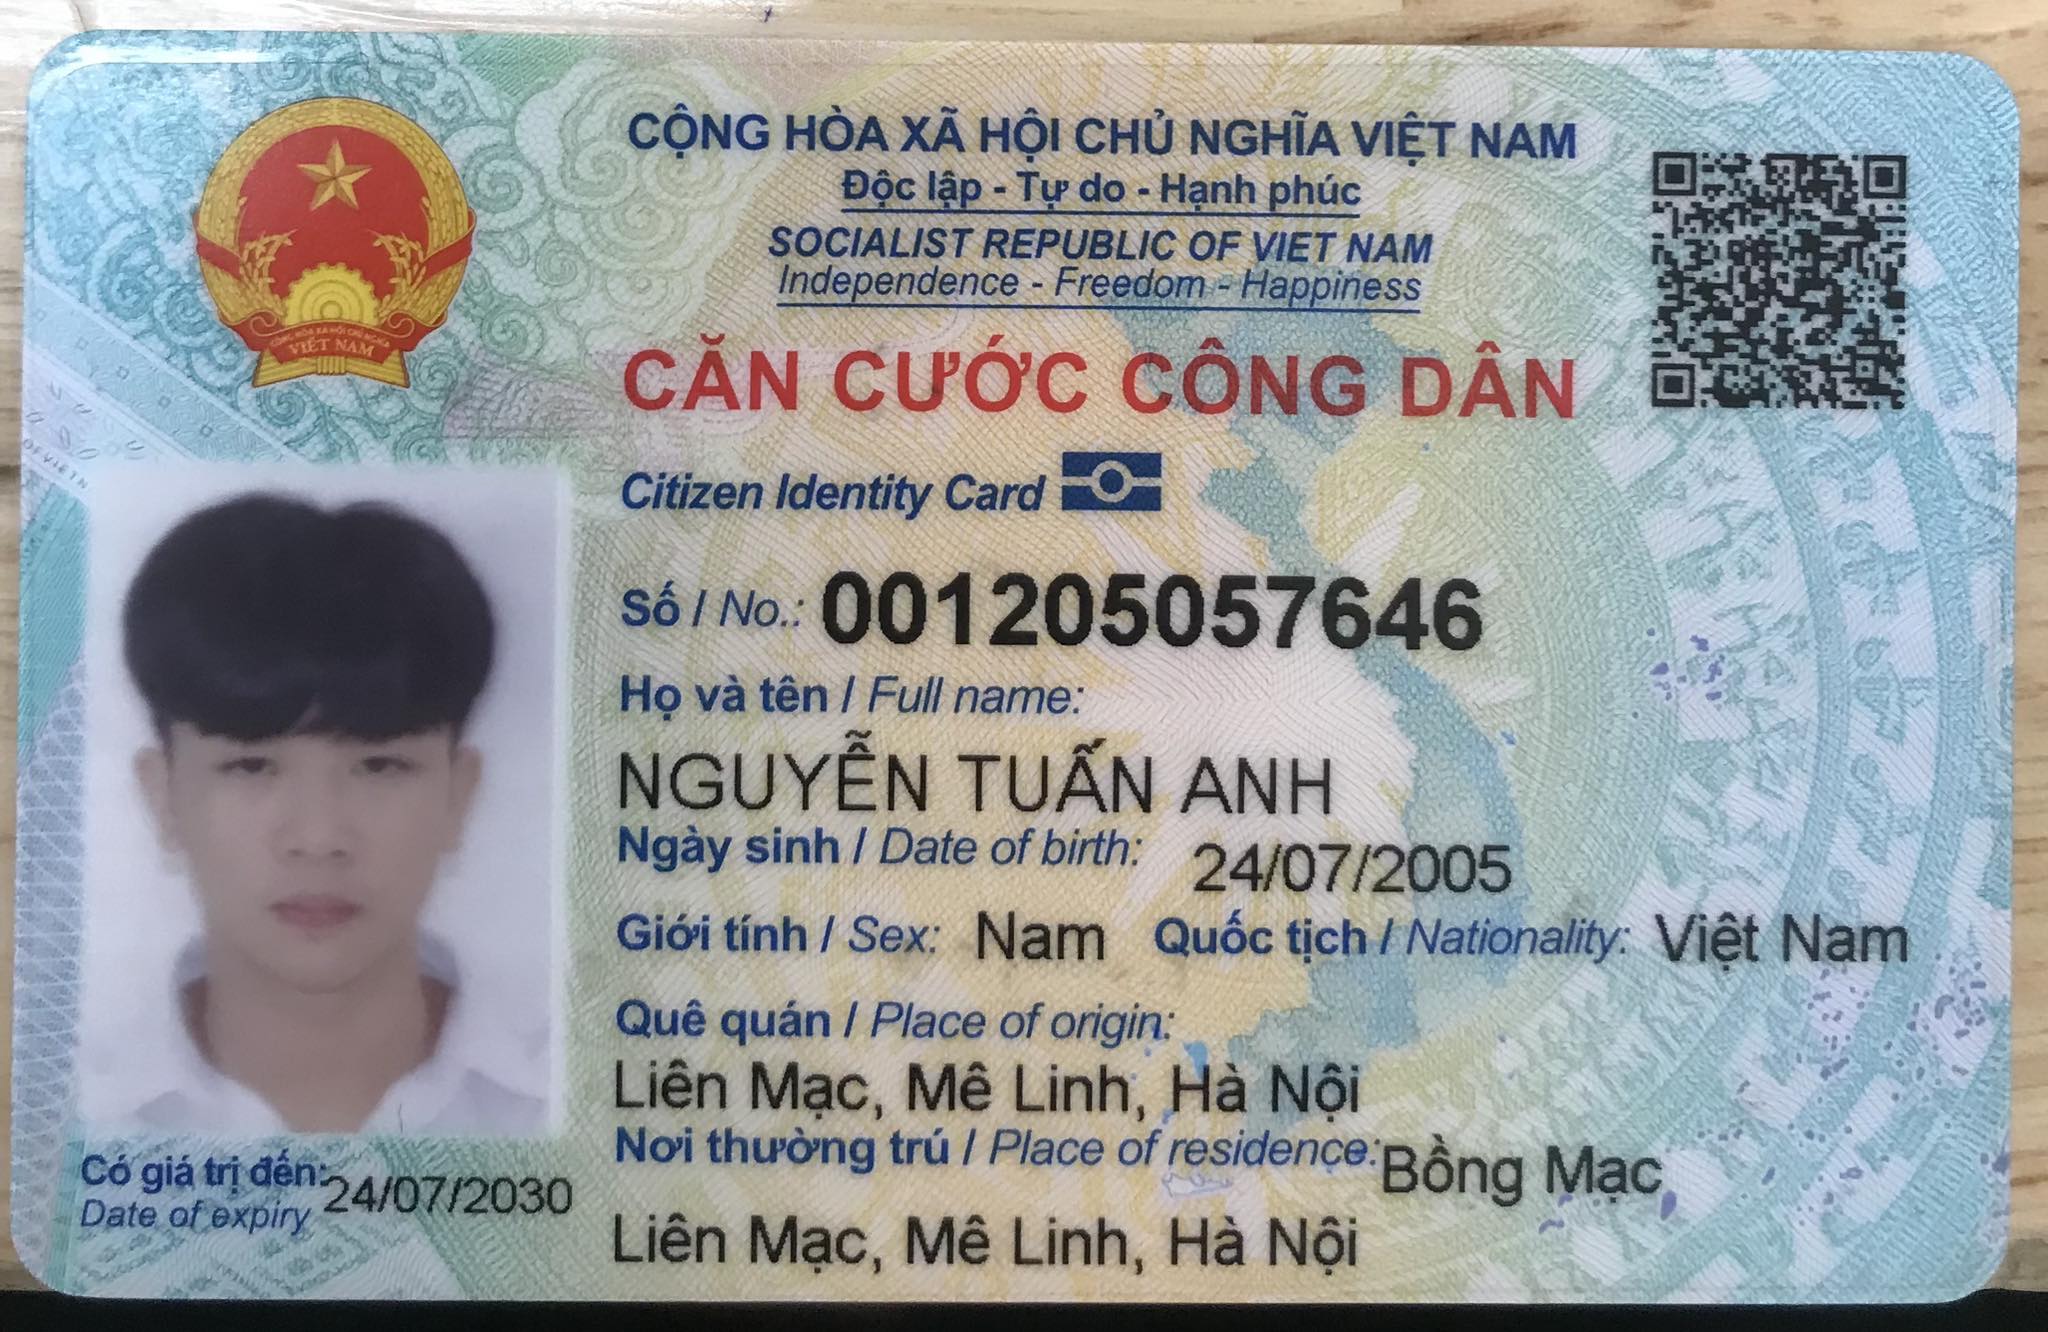 CỘNG HÒA XÃ HỘI CHỦ NGHĨA VIỆT NAM
Độc lập - Tự do - Hạnh phúc
SOCIALIST REPUBLIC OF VIET NAM
Independence - Freedom - Happiness
CỘNG HÒA XÃ HỘI CHỦ NGHĨA
VIỆT NAM
CĂN CƯỚC CÔNG DÂN
Citizen Identity Card
Số / No.: 001205057646
Họ và tên / Full name:
NGUYỄN TUẤN ANH
Ngày sinh / Date of birth: 24/07/2005
Giới tính / Sex: Nam Quốc tịch / Nationality: Việt Nam
Quê quán / Place of origin:
Liên Mạc, Mê Linh, Hà Nội
Nơi thường trú / Place of residence: Bồng Mạc
Liên Mạc, Mê Linh, Hà Nội
Có giá trị đến: 24/07/2030
Date of expiry